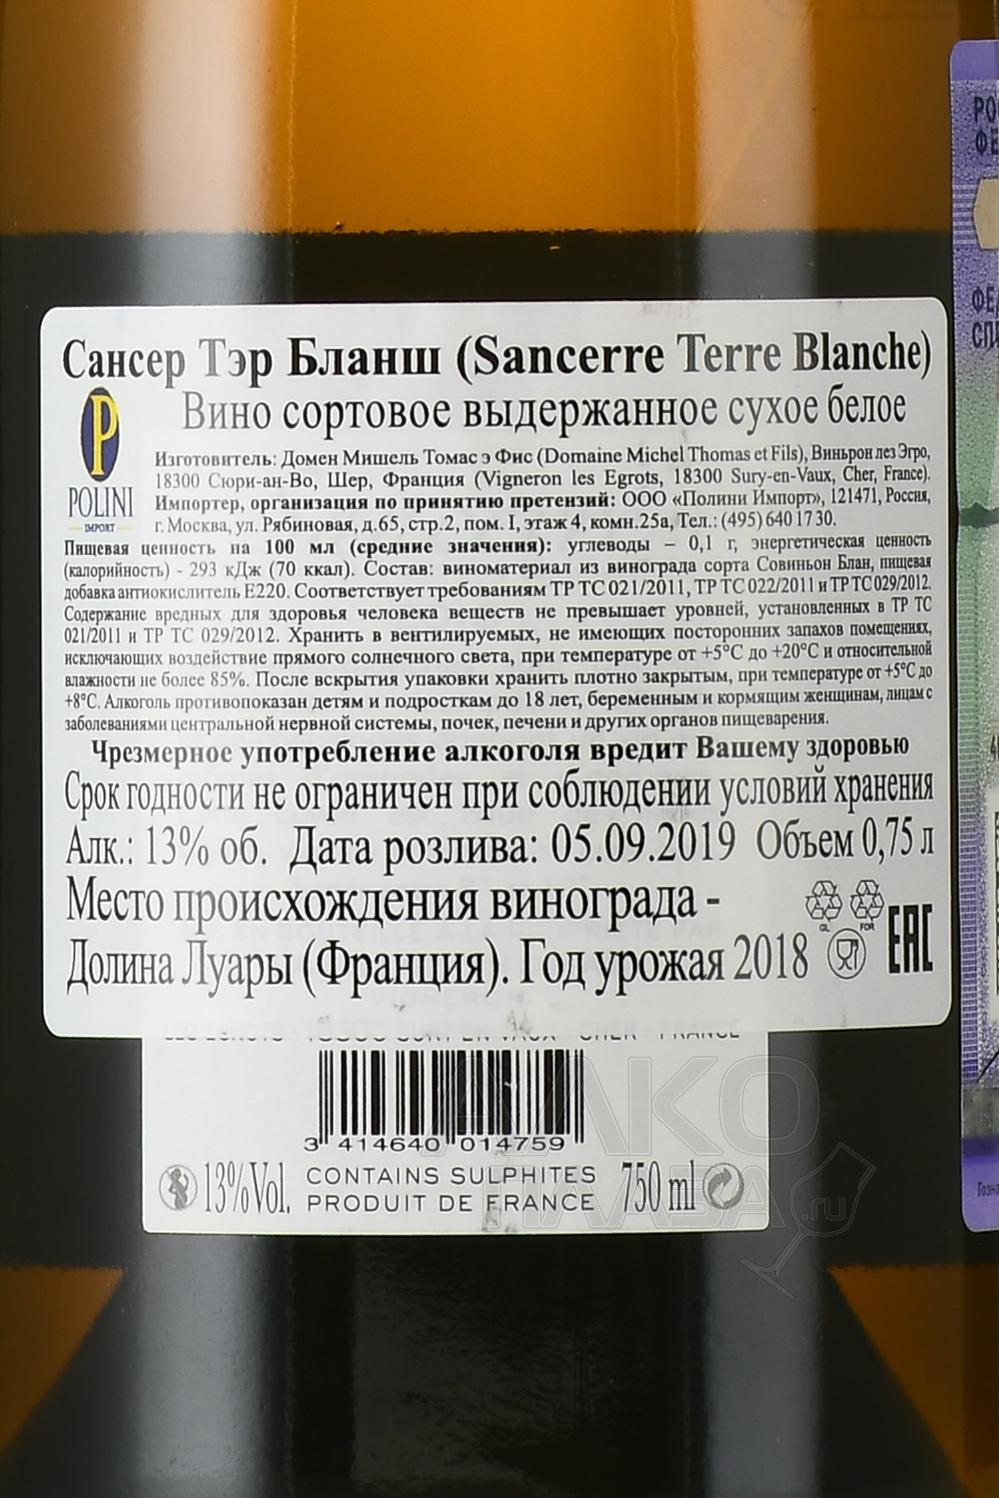 Сансер Тэр Бланш (Sancerre Terre Blanche)
Вино сортовое выдержанное сухое белое
P
POLINI
IMPORT
Изготовитель: Домен Мишель Томас э Фис (Domaine Michel Thomas et Fils), Виньрон лез Эгро,
18300 Сюри-ан-Во, Шер, Франция (Vigneron les Egrots, 18300 Sury-en-Vaux, Cher, France).
Импортер, организация по принятию претензий: ООО «Полини Импорт», 121471, Россия,
г. Москва, ул. Рябиновая, д.65, стр.2, пом. I, этаж 4, комн.25а, Тел.: (495) 640 17 30.
Пищевая ценность на 100 мл (средние значения): углеводы – 0,1 г, энергетическая ценность
(калорийность) - 293 кДж (70 ккал). Состав: виноматериал из винограда сорта Совиньон Блан, пищевая
добавка антиокислитель Е220. Соответствует требованиям ТР ТС 021/2011, ТР ТС 022/2011 и ТР ТС 029/2012.
Содержание вредных для здоровья человека веществ не превышает уровней, установленных в ТР ТС
021/2011 и ТР ТС 029/2012. Хранить в вентилируемых, не имеющих посторонних запахов помещениях,
исключающих воздействие прямого солнечного света, при температуре от +5°С до +20°С и относительной
влажности не более 85%. После вскрытия упаковки хранить плотно закрытым, при температуре от +5°С до
+8°С. Алкоголь противопоказан детям и подросткам до 18 лет, беременным и кормящим женщинам, лицам с
заболеваниями центральной нервной системы, почек, печени и других органов пищеварения.
Чрезмерное употребление алкоголя вредит Вашему здоровью
Срок годности не ограничен при соблюдении условий хранения
Алк.: 13% об. Дата розлива: 05.09.2019 Объем 0,75 л
Место происхождения винограда -
Долина Луары (Франция). Год урожая 2018
GL FOR
EAC
3 414640 014759
13%Vol. CONTAINS SULPHITES 750 ml
PRODUIT DE FRANCE
АЛКО
ПЛАВА.ru